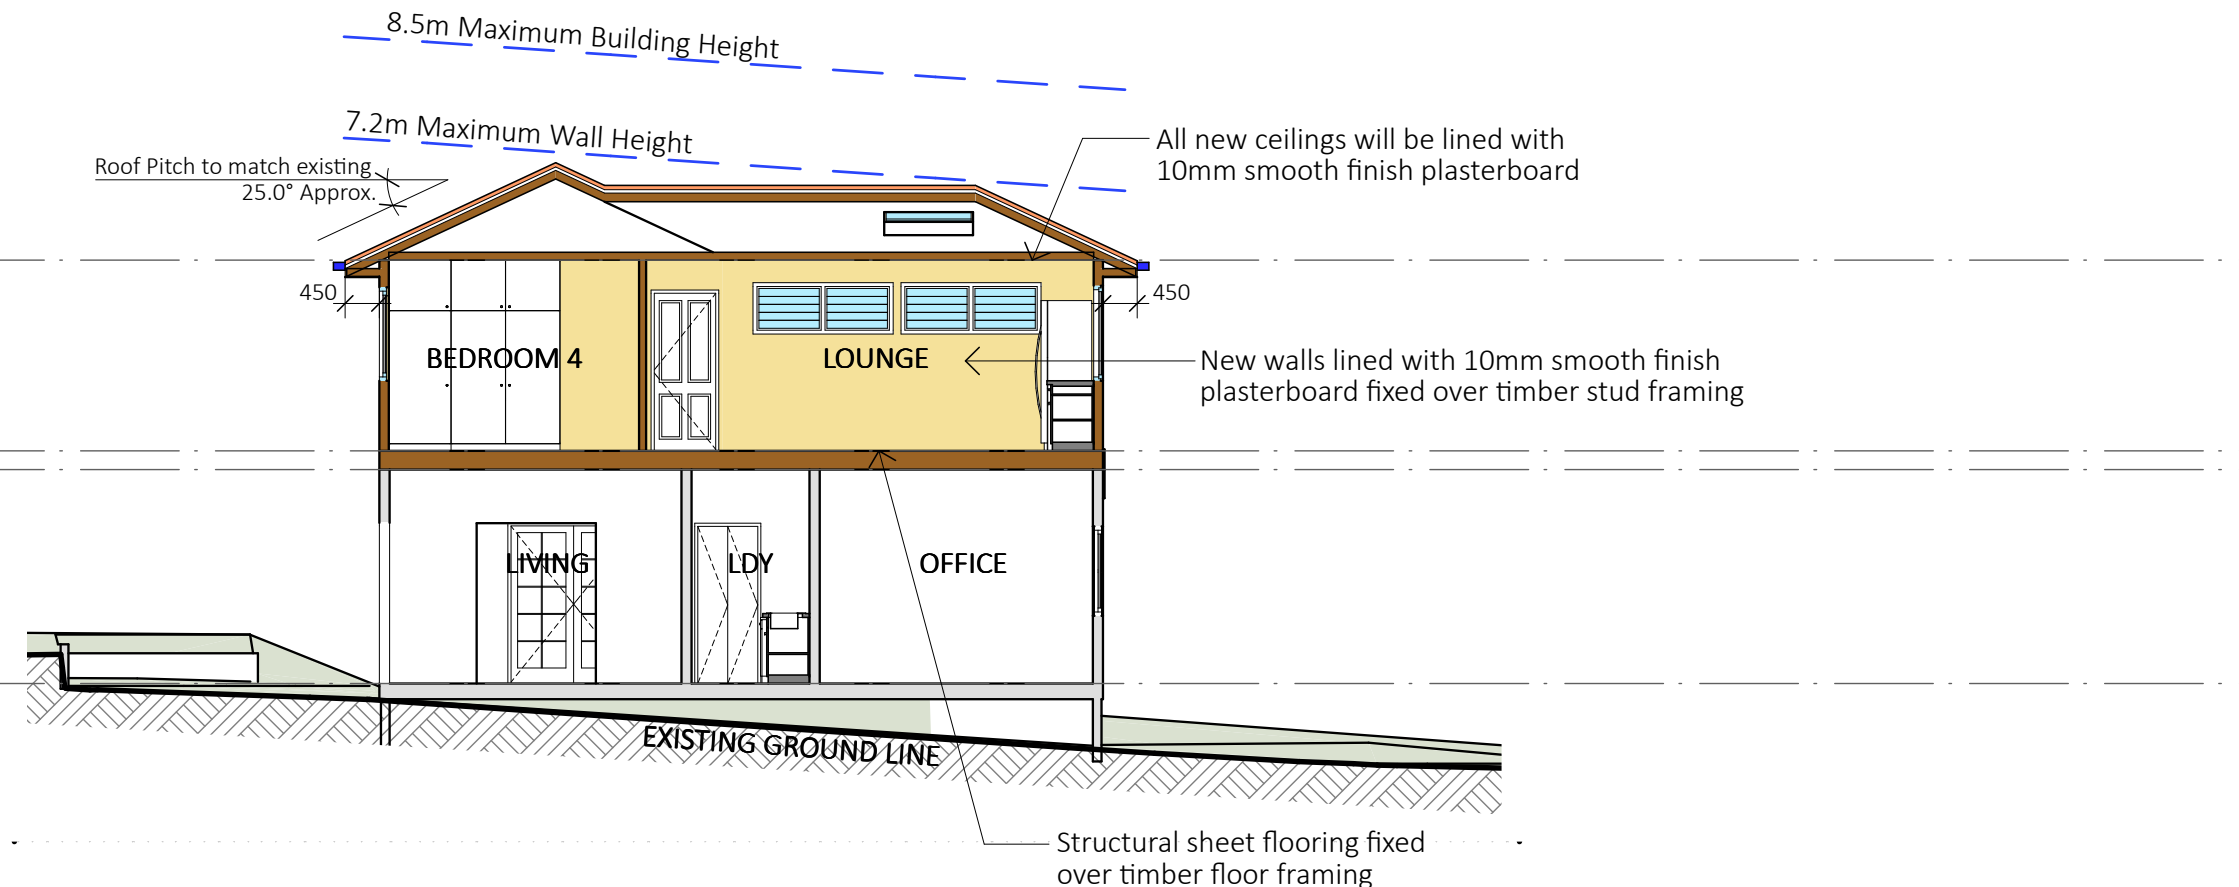 8.5m Maximum Building Height
7.2m Maximum Wall Height
Roof Pitch to match existing
25.0° Approx.
All new ceilings will be lined with
10mm smooth finish plasterboard
450
450
BEDROOM 4
LOUNGE
New walls lined with 10mm smooth finish
plasterboard fixed over timber stud framing
LIVING
LDY
OFFICE
EXISTING GROUND LINE
Structural sheet flooring fixed
over timber floor framing